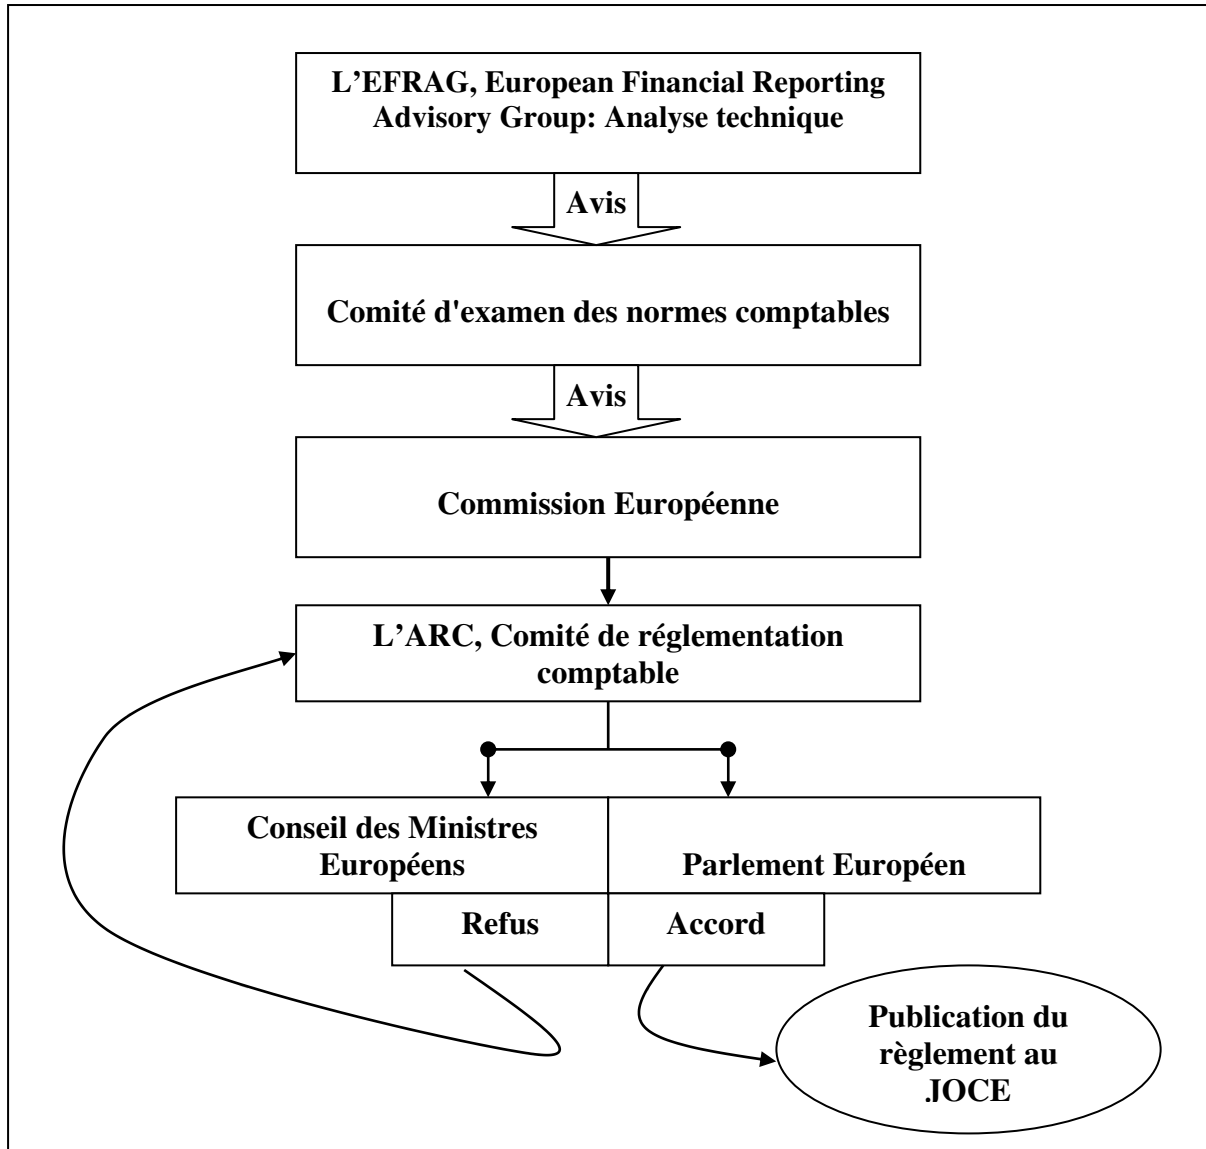 L’EFRAG, European Financial Reporting
Advisory Group: Analyse technique
Avis
Comité d'examen des normes comptables
Avis
Commission Européenne
L’ARC, Comité de réglementation
comptable
Conseil des Ministres
Européens
Parlement Européen
Refus
Accord
Publication du
règlement au
JOCE